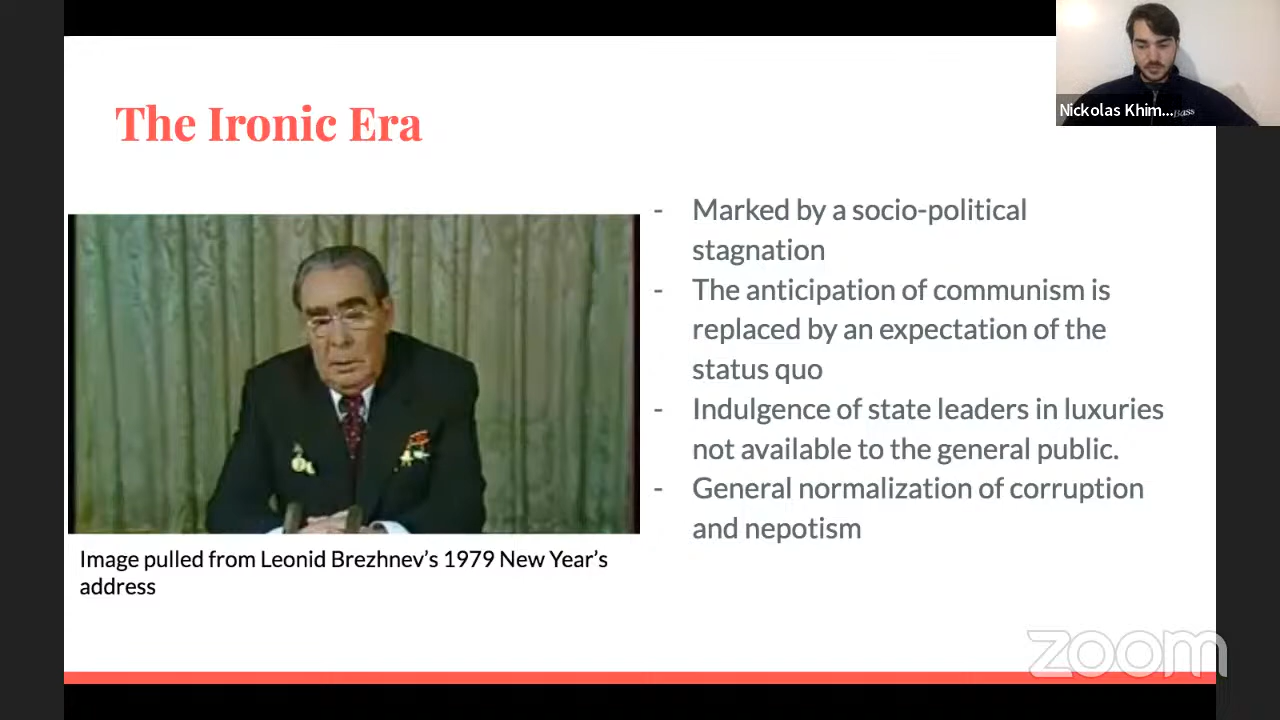 The Ironic Era
Nickolas Khim...
Bass
- Marked by a socio-political
stagnation
- The anticipation of communism is
replaced by an expectation of the
status quo
- Indulgence of state leaders in luxuries
not available to the general public.
- General normalization of corruption
and nepotism
Image pulled from Leonid Brezhnev’s 1979 New Year’s
address
zoom